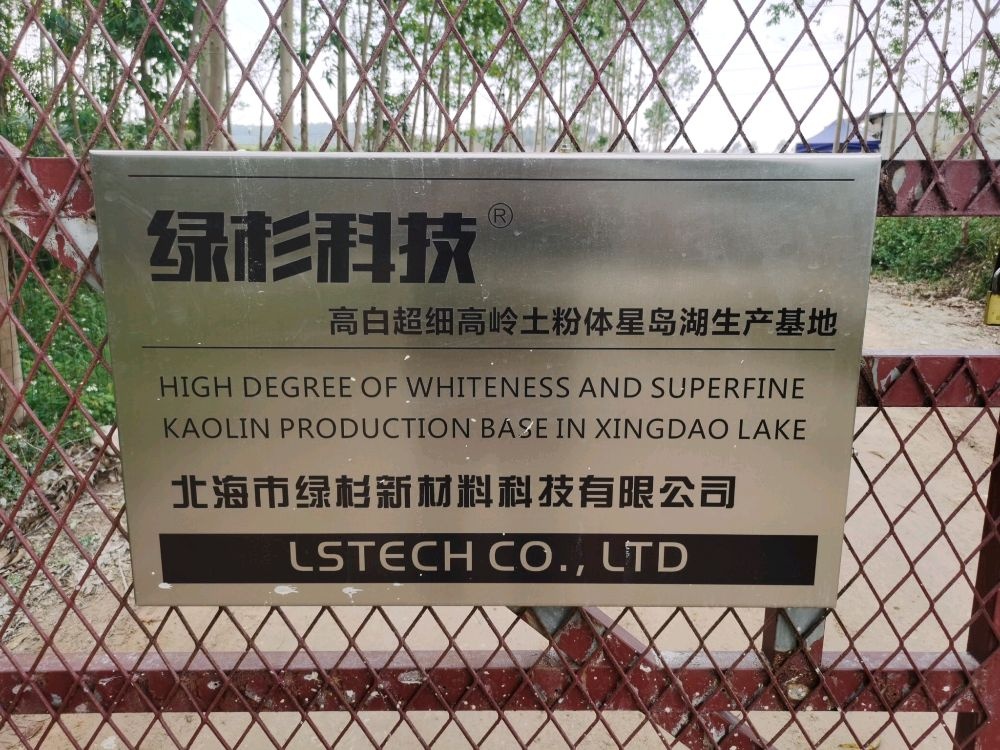 绿杉科技®
高白超细高岭土粉体星岛湖生产基地
HIGH DEGREE OF WHITENESS AND SUPERFINE
KAOLIN PRODUCTION BASE IN XINGDAO LAKE
北海市绿杉新材料科技有限公司
LSTECH CO., LTD